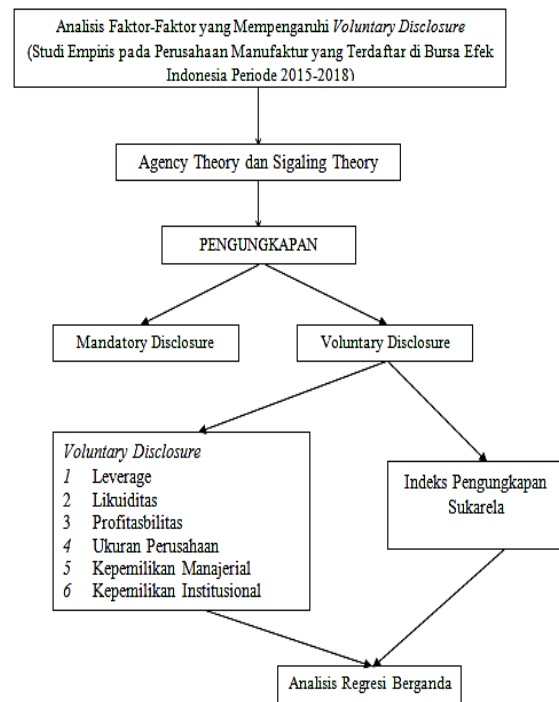 Analisis Faktor-Faktor yang Mempengaruhi Voluntary Disclosure
(Studi Empiris pada Perusahaan Manufaktur yang Terdaftar di Bursa Efek
Indonesia Periode 2015-2018)
Agency Theory dan Sigaling Theory
PENGUNGKAPAN
Mandatory Disclosure
Voluntary Disclosure
Voluntary Disclosure
1 Leverage
2 Likuiditas
3 Profitasbilitas
4 Ukuran Perusahaan
5 Kepemilikan Manajerial
6 Kepemilikan Institusional
Indeks Pengungkapan
Sukarela
Analisis Regresi Berganda